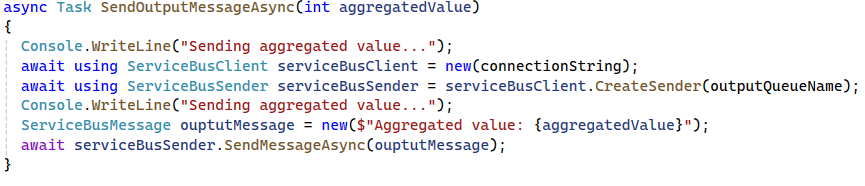 async Task SendOutputMessageAsync(int aggregatedValue)
{
  Console.WriteLine("Sending aggregated value...");
  await using ServiceBusClient serviceBusClient = new(connectionString);
  await using ServiceBusSender serviceBusSender = serviceBusClient.CreateSender(outputQueueName);
  Console.WriteLine("Sending aggregated value...");
  ServiceBusMessage ouptutMessage = new($"Aggregated value: {aggregatedValue}");
  await serviceBusSender.SendMessageAsync(ouptutMessage);
}